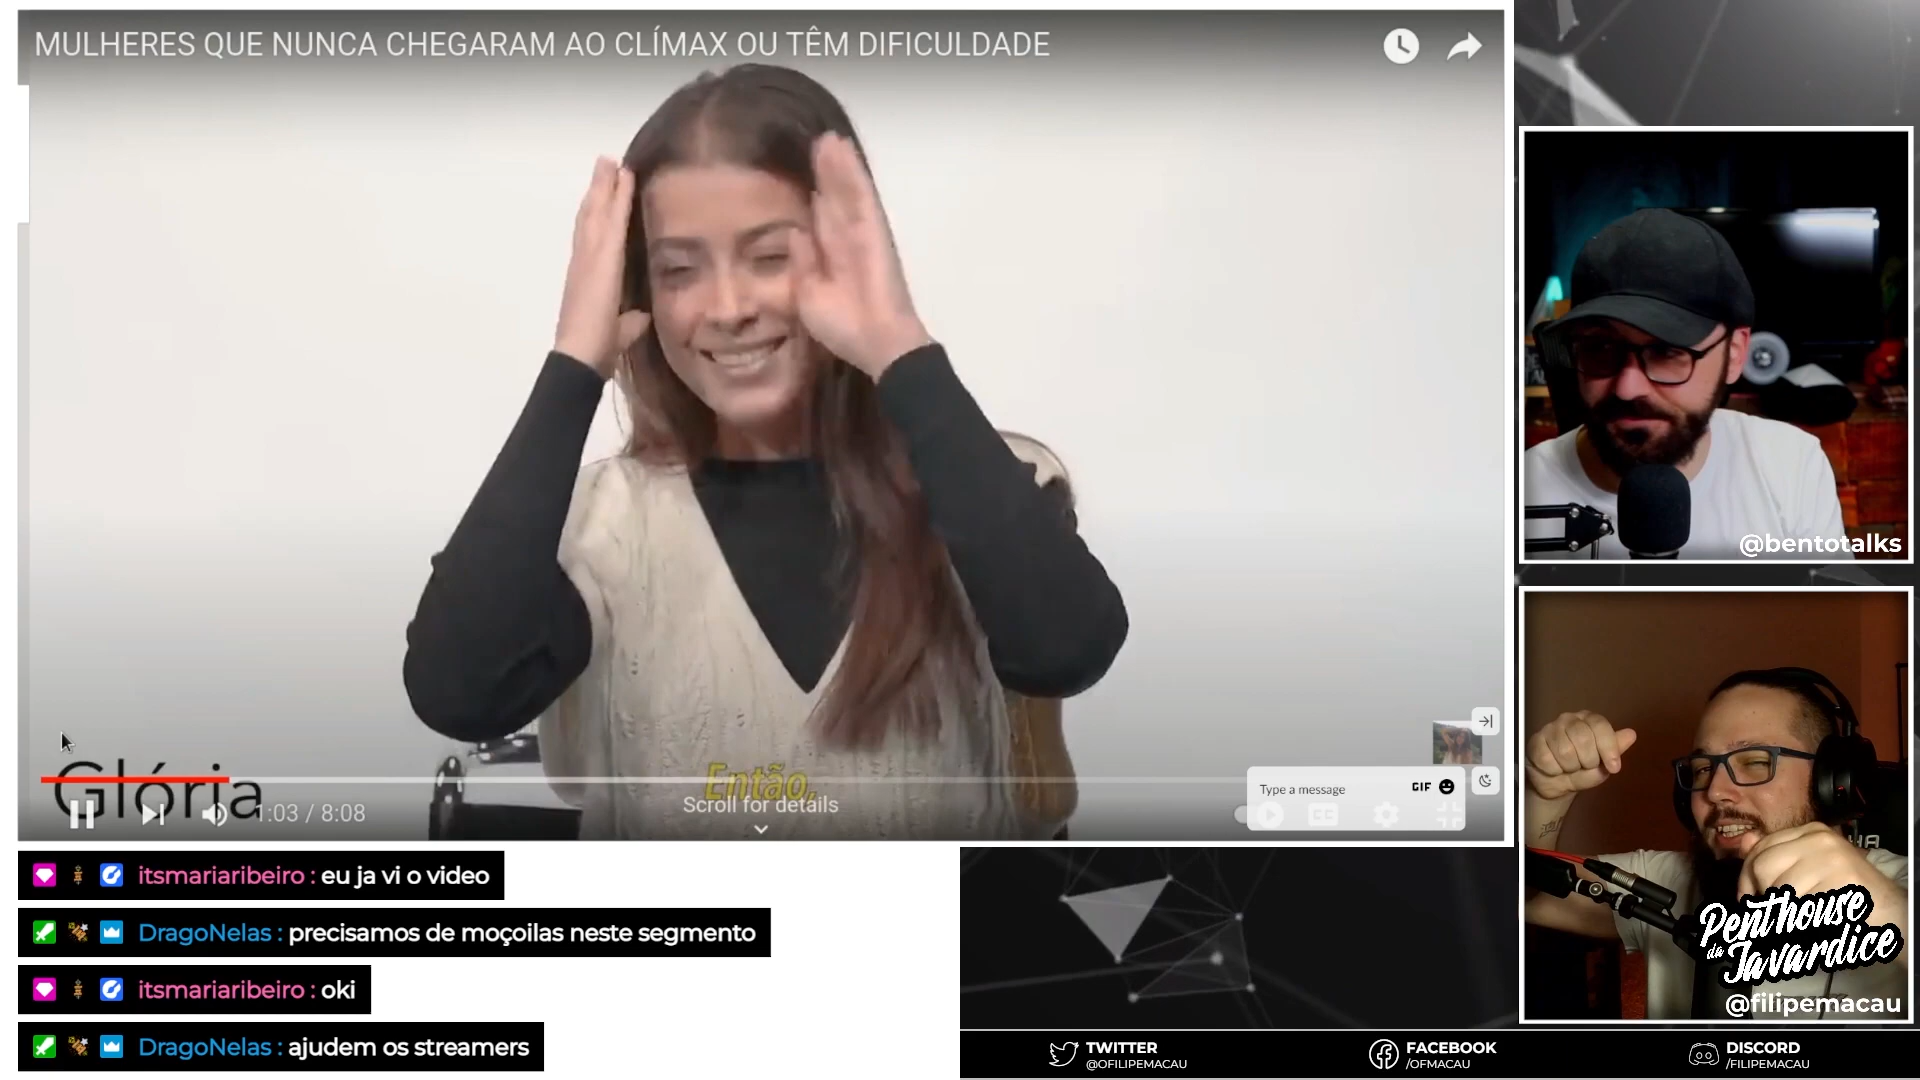 MULHERES QUE NUNCA CHEGARAM AO CLÍMAX OU TÊM DIFICULDADE
@bentotalks
Glória
Então,
1:03 / 8:08
Scroll for details
Type a message
GIF
CC
itsmariaribeiro : eu ja vi o video
DragoNelas : precisamos de moçoilas neste segmento
itsmariaribeiro : oki
DragoNelas : ajudem os streamers
Penthouse
da Javardice
@filipemacau
TWITTER
@OFILIPEMACAU
FACEBOOK
/OFMACAU
DISCORD
/FILIPEMACAU